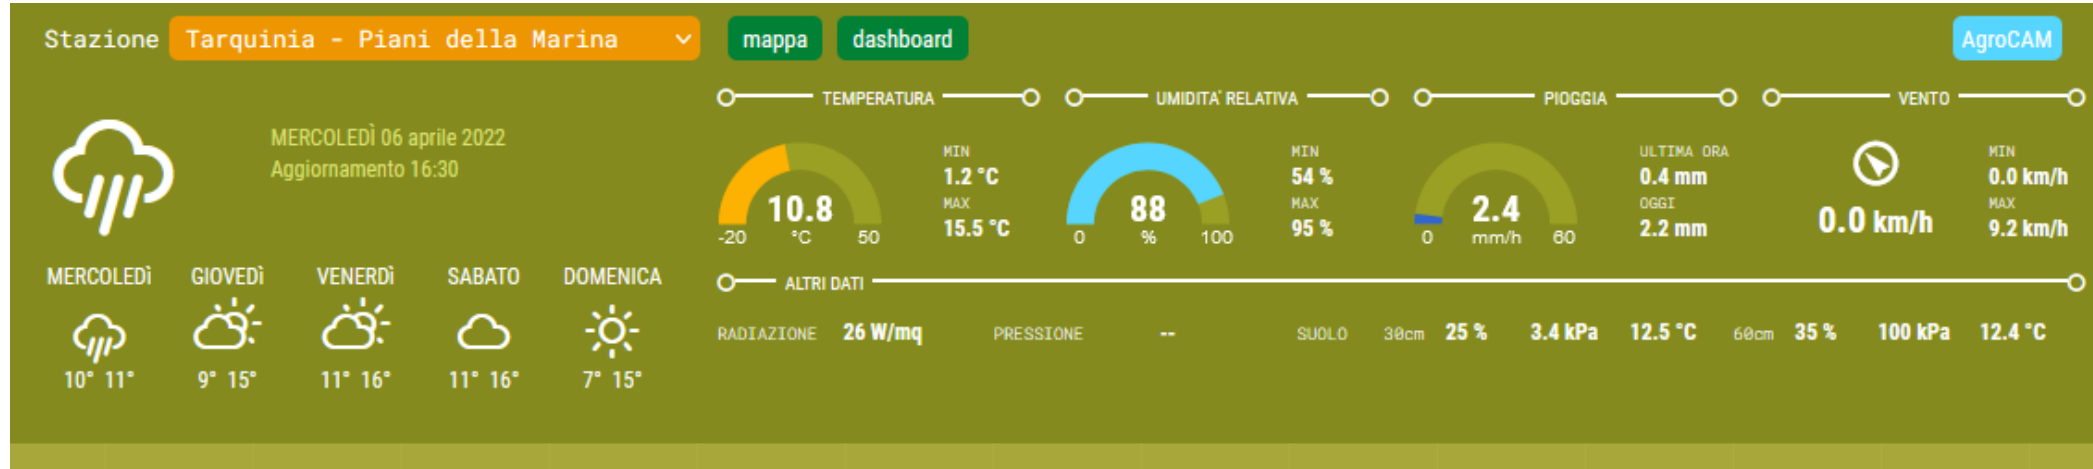 Stazione Tarquinia - Piani della Marina mappa dashboard AgroCAM
MERCOLEDÌ 06 aprile 2022
Aggiornamento 16:30
MERCOLEDÌ GIOVEDÌ VENERDÌ SABATO DOMENICA
10° 11° 9° 15° 11° 16° 11° 16° 7° 15°
TEMPERATURA
10.8
°C
-20 50
MIN
1.2 °C
MAX
15.5 °C
UMIDITA' RELATIVA
88
%
0 100
MIN
54 %
MAX
95 %
PIOGGIA
2.4
mm/h
0 60
ULTIMA ORA
0.4 mm
OGGI
2.2 mm
VENTO
0.0 km/h
MIN
0.0 km/h
MAX
9.2 km/h
ALTRI DATI
RADIAZIONE 26 W/mq PRESSIONE -- SUOLO 30cm 25 % 3.4 kPa 12.5 °C 60cm 35 % 100 kPa 12.4 °C